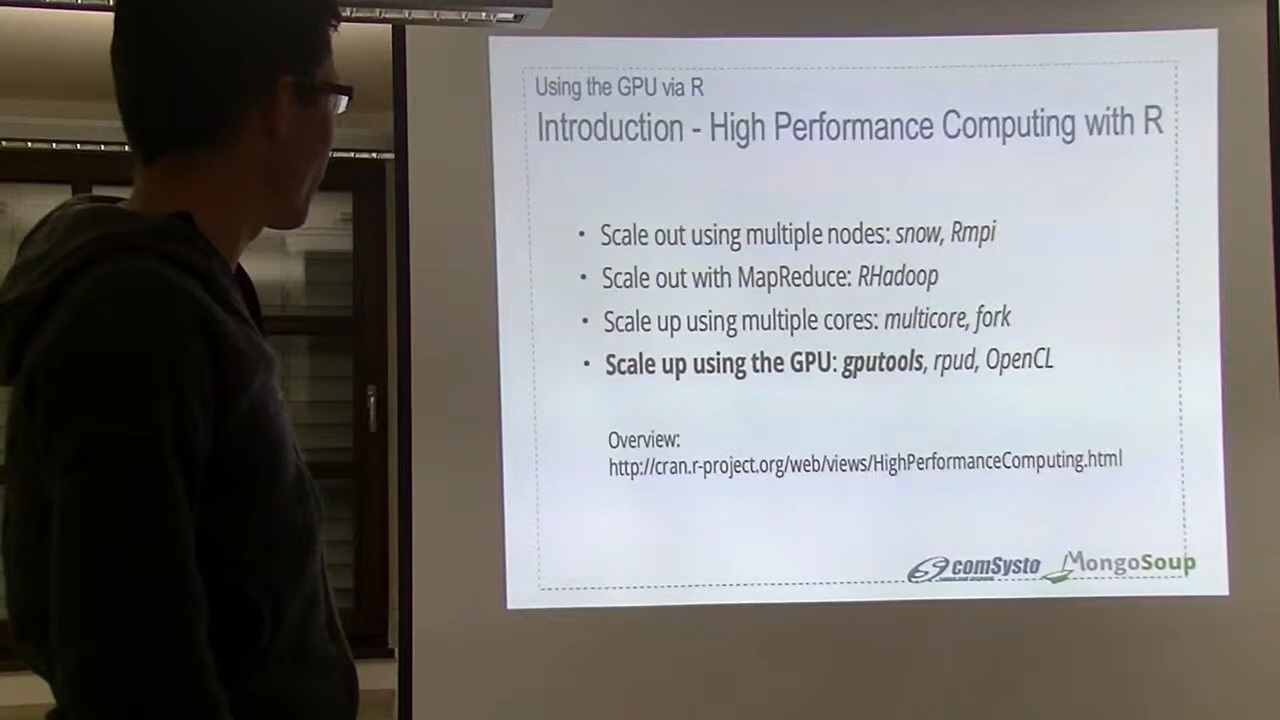 Using the GPU via R
Introduction - High Performance Computing with R
• Scale out using multiple nodes: snow, Rmpi
• Scale out with MapReduce: RHadoop
• Scale up using multiple cores: multicore, fork
• Scale up using the GPU: gputools, rpud, OpenCL
Overview:
http://cran.r-project.org/web/views/HighPerformanceComputing.html
comSysto MongoSoup